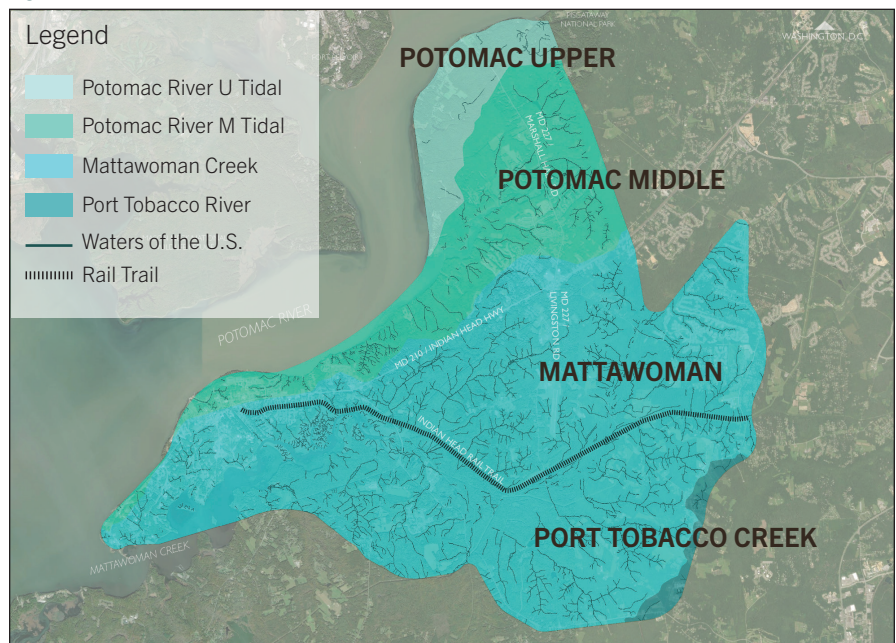 Legend
Potomac River U Tidal
Potomac River M Tidal
Mattawoman Creek
Port Tobacco River
Waters of the U.S.
Rail Trail
NATIONAL PARK
WASHINGTON, D.C.
POTOMAC UPPER
POTOMAC MIDDLE
POTOMAC RIVER
MD 210 / INDIAN HEAD HWY
MD 227 /
LIVINGSTON RD
MATTAWOMAN
INDIAN HEAD RAIL TRAIL
PORT TOBACCO CREEK
MATTAWOMAN CREEK